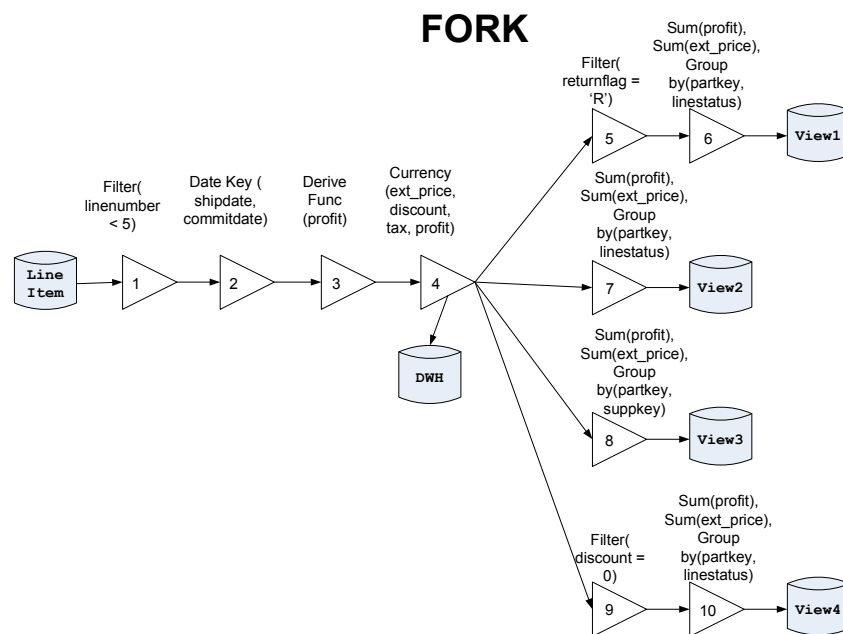 FORK
Filter(
linenumber
< 5)
Date Key (
shipdate,
commitdate)
Derive
Func
(profit)
Currency
(ext_price,
discount,
tax, profit)
Line
Item
1
2
3
4
DWH
Filter(
returnflag =
‘R’)
5
Sum(profit),
Sum(ext_price),
Group
by(partkey,
linestatus)
6
View1
Sum(profit),
Sum(ext_price),
Group
by(partkey,
linestatus)
7
View2
Sum(profit),
Sum(ext_price),
Group
by(partkey,
suppkey)
8
View3
Filter(
discount =
0)
9
Sum(profit),
Sum(ext_price),
Group
by(partkey,
linestatus)
10
View4